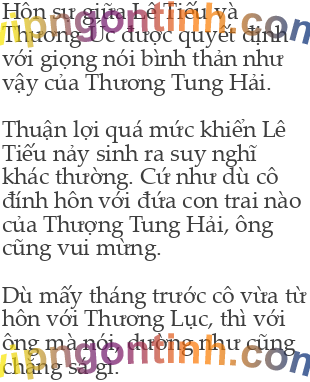 Hôn sự giữa Lê Tiếu và
Thương Úc được quyết định
với giọng nói bình thản như
vậy của Thương Tung Hải.
Thuận lợi quá mức khiến Lê
Tiếu nảy sinh ra suy nghĩ
khác thường. Cứ như dù cô
đính hôn với đứa con trai nào
của Thượng Tung Hải, ông
cũng vui mừng.
Dù mấy tháng trước cô vừa từ
hôn với Thương Lục, thì với
ông mà nói, dường như cũng
chẳng sá gì.
vipngontinh.com
vipngontinh.com